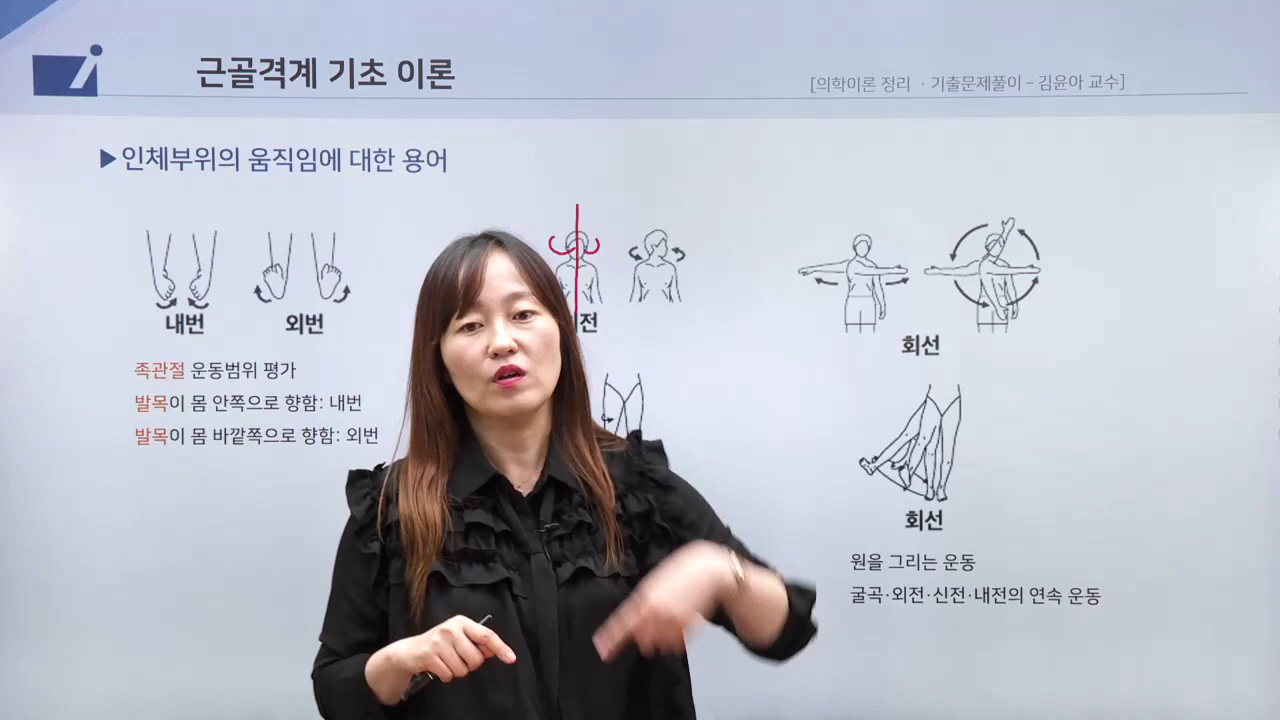 근골격계 기초 이론
[의학이론 정리 · 기출문제풀이 – 김윤아 교수]
▶인체부위의 움직임에 대한 용어
내번
외번
전
회선
족관절 운동범위 평가
발목이 몸 안쪽으로 향함: 내번
발목이 몸 바깥쪽으로 향함: 외번
회선
원을 그리는 운동
굴곡·외전·신전·내전의 연속 운동